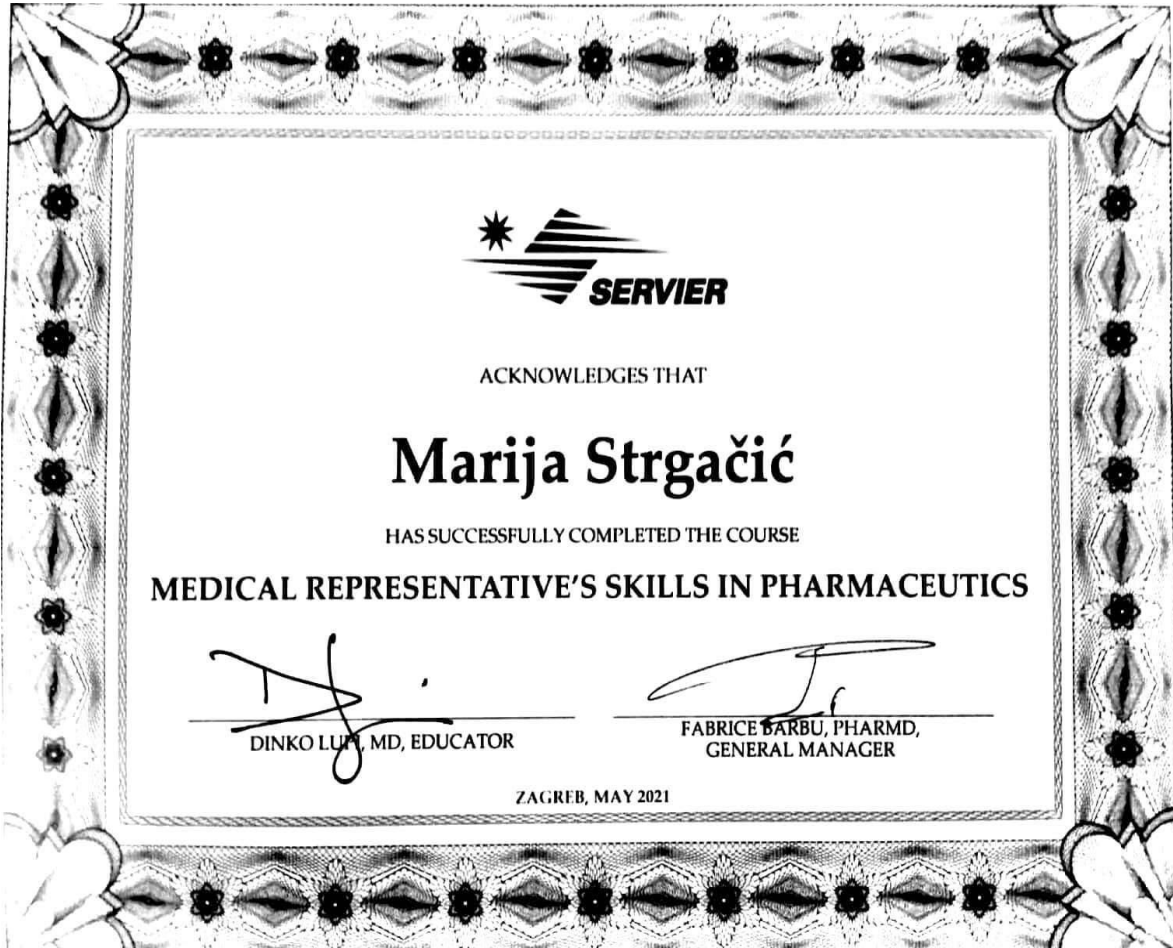 SERVIER
ACKNOWLEDGES THAT
Marija Strgačić
HAS SUCCESSFULLY COMPLETED THE COURSE
MEDICAL REPRESENTATIVE'S SKILLS IN PHARMACEUTICS
DINKO , MD, EDUCATOR
FABRICE BARBU, PHARMD,
GENERAL MANAGER
ZAGREB, MAY 2021